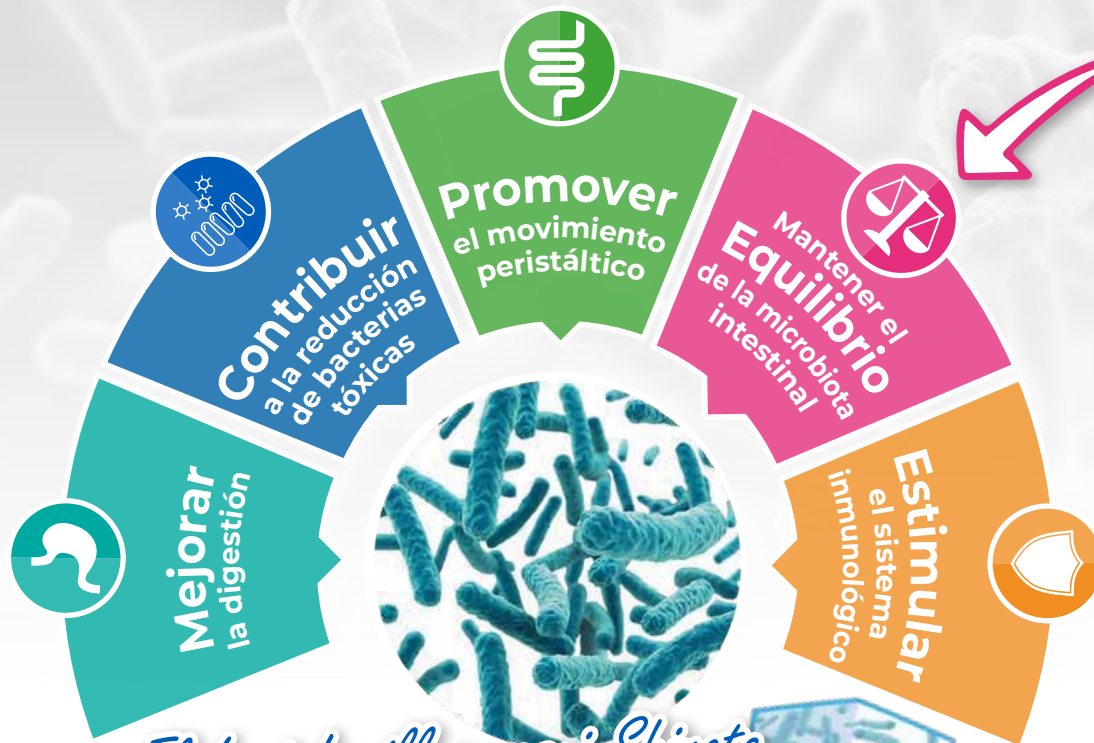 Mejorar
la digestión
Contribuir
a la reducción
de bacterias
tóxicas
Promover
el movimiento
peristáltico
Mantener el
Equilibrio
de la microbiota
intestinal
Estimular
el sistema
inmunológico
Shirota